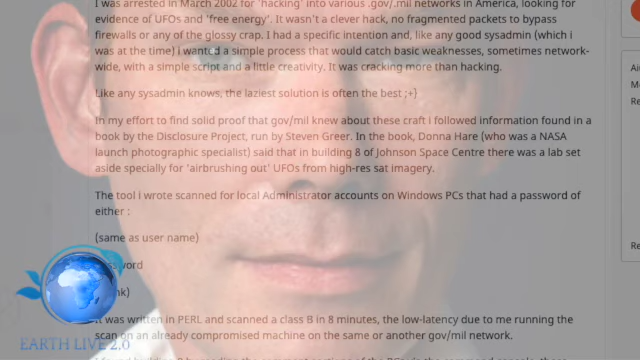 I was arrested in March 2002 for 'hacking' into various .gov/.mil networks in America, looking for
evidence of UFOs and 'free energy'. It wasn't a clever hack, no fragmented packets to bypass
firewalls or any of the glossy crap. I had a specific intention and, like any good sysadmin (which i
was at the time) i wanted a simple process that would catch basic weaknesses, sometimes network-
wide, with a simple script and a little creativity. It was cracking more than hacking.
Like any sysadmin knows, the laziest solution is often the best ;+}
In my effort to find solid proof that gov/mil knew about these craft i followed information found in a
book by the Disclosure Project, run by Steven Greer. In the book, Donna Hare (who was a NASA
launch photographic specialist) said that in building 8 of Johnson Space Centre there was a lab set
aside specially for 'airbrushing out' UFOs from high-res sat imagery.
The tool i wrote scanned for local Administrator accounts on Windows PCs that had a password of
either :
(same as user name)
was written in PERL and scanned a class B in 8 minutes, the low-latency due to me running the
scan on an already compromised machine on the same or another gov/mil network.
EARTH LIVE 2.0
Re
Re